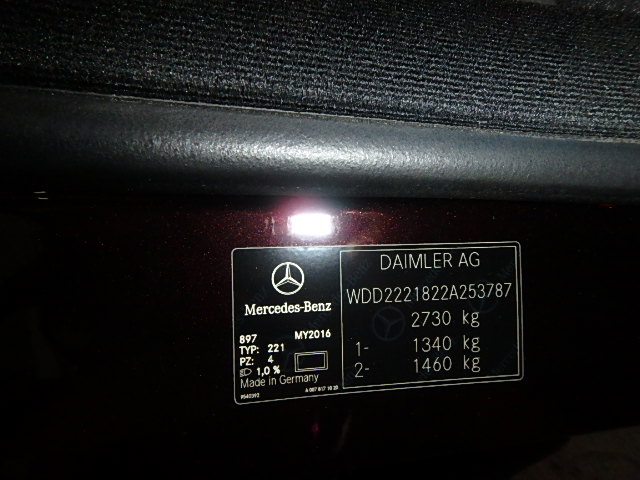 Mercedes-Benz
897 MY2016
TYP: 221
PZ: 4
1,0 %
Made in Germany
DAIMLER AG
WDD2221822A253787
2730 kg
1- 1340 kg
2- 1460 kg